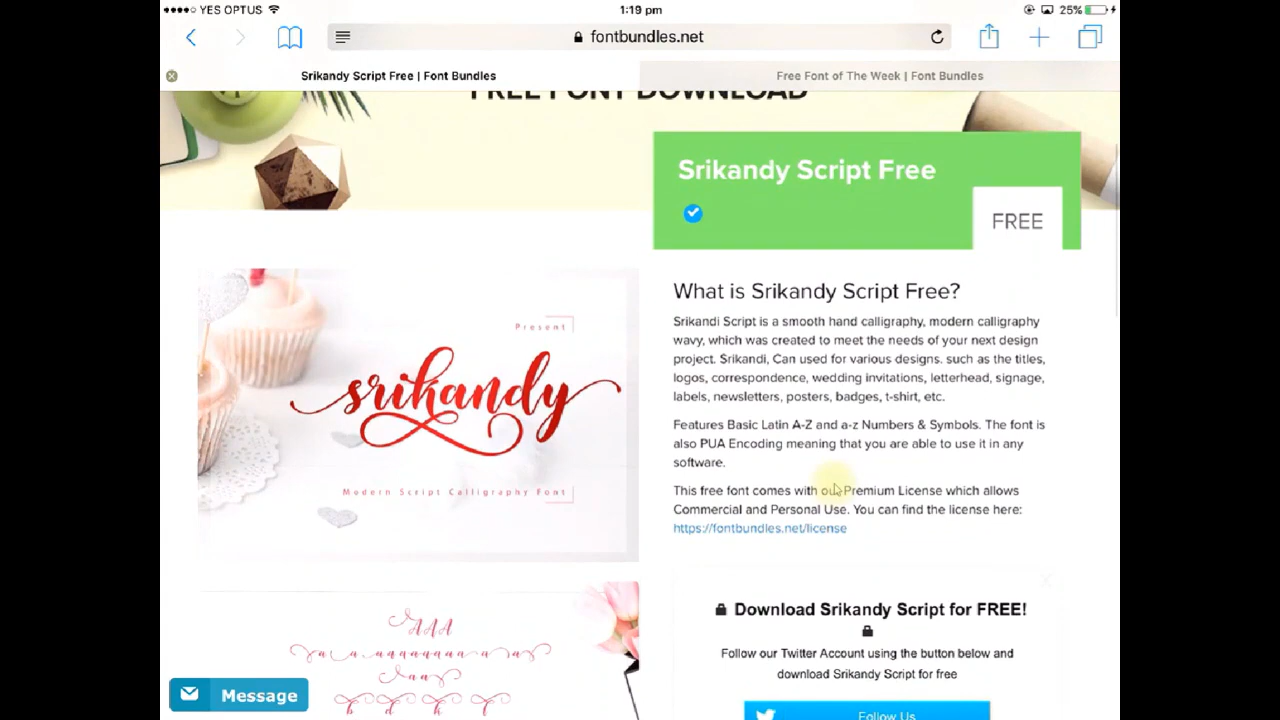 YES OPTUS
1:19 pm
25%
fontbundles.net
Srikandy Script Free | Font Bundles
Free Font of The Week | Font Bundles
FREE FONT DOWNLOAD
Srikandy Script Free
FREE
Present
srikandy
Modern Script Calligraphy Font
What is Srikandy Script Free?
Srikandi Script is a smooth hand calligraphy, modern calligraphy
wavy, which was created to meet the needs of your next design
project. Srikandi, Can used for various designs, such as the titles,
logos, correspondence, wedding invitations, letterhead, signage,
labels, newsletters, posters, badges, t-shirt, etc.
Features Basic Latin A-Z and a-z Numbers & Symbols. The font is
also PUA Encoding meaning that you are able to use it in any
software.
This free font comes with our Premium License which allows
Commercial and Personal Use. You can find the license here:
https://fontbundles.net/license
AAA
b d h l
Download Srikandy Script for FREE!
Follow our Twitter Account using the button below and
download Srikandy Script for free
Follow Us
Message